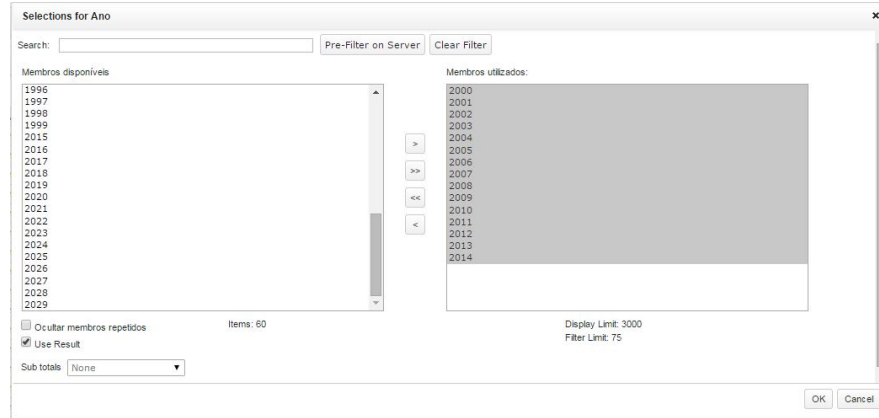 Selections for Ano
×
Search:
Pre-Filter on Server
Clear Filter
Membros disponíveis
1996
1997
1998
1999
2015
2016
2017
2018
2019
2020
2021
2022
2023
2024
2025
2026
2027
2028
2029
>
>>
<<
<
Membros utilizados:
2000
2001
2002
2003
2004
2005
2006
2007
2008
2009
2010
2011
2012
2013
2014
Ocultar membros repetidos
Items: 60
Use Result
Display Limit: 3000
Filter Limit: 75
Sub totals
None
OK
Cancel